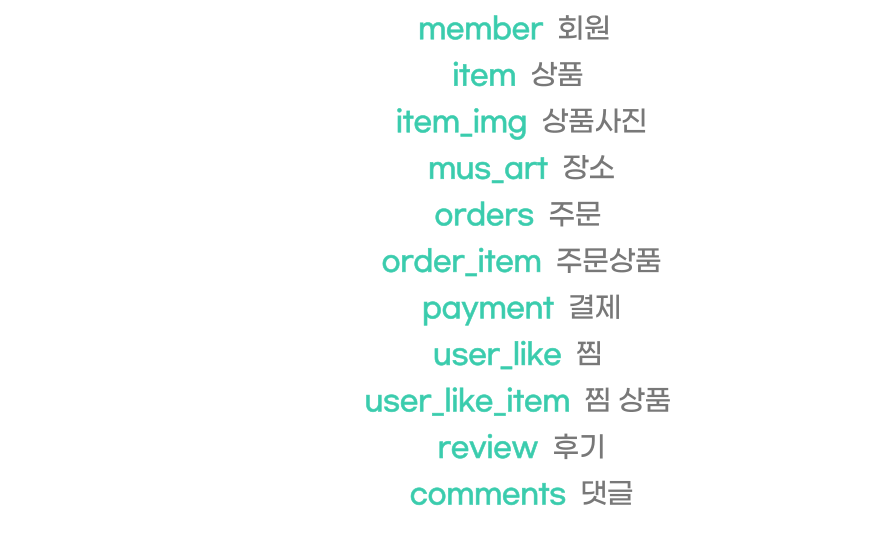 member 회원
item 상품
item_img 상품사진
mus_art 장소
orders 주문
order_item 주문상품
payment 결제
user_like 찜
user_like_item 찜 상품
review 후기
comments 댓글